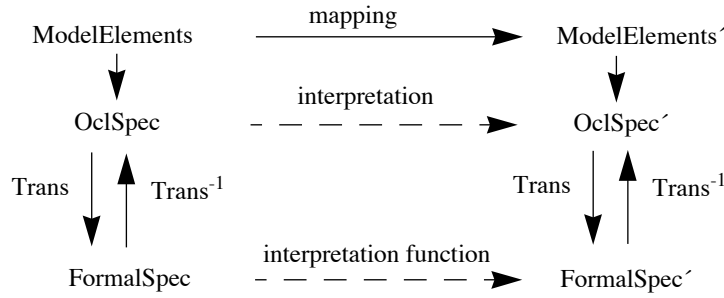 mapping
ModelElements ModelElements´
interpretation
OclSpec OclSpec´
Trans Trans-1 Trans Trans-1
interpretation function
FormalSpec FormalSpec´